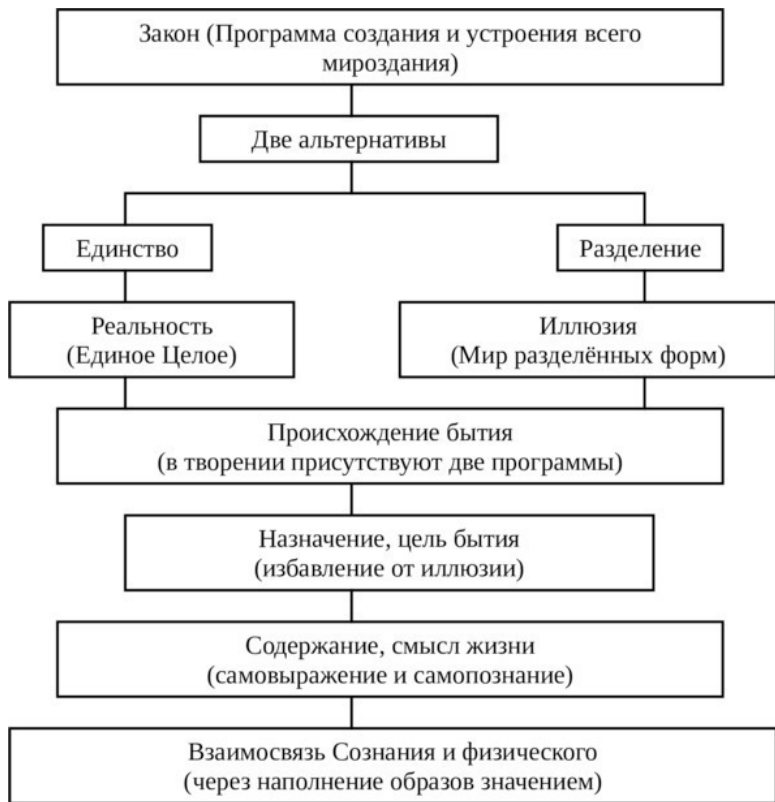 Закон (Программа создания и устроения всего
мироздания)
Две альтернативы
Единство
Разделение
Реальность
(Единое Целое)
Иллюзия
(Мир разделённых форм)
Происхождение бытия
(в творении присутствуют две программы)
Назначение, цель бытия
(избавление от иллюзии)
Содержание, смысл жизни
(самовыражение и самопознание)
Взаимосвязь Сознания и физического
(через наполнение образов значением)